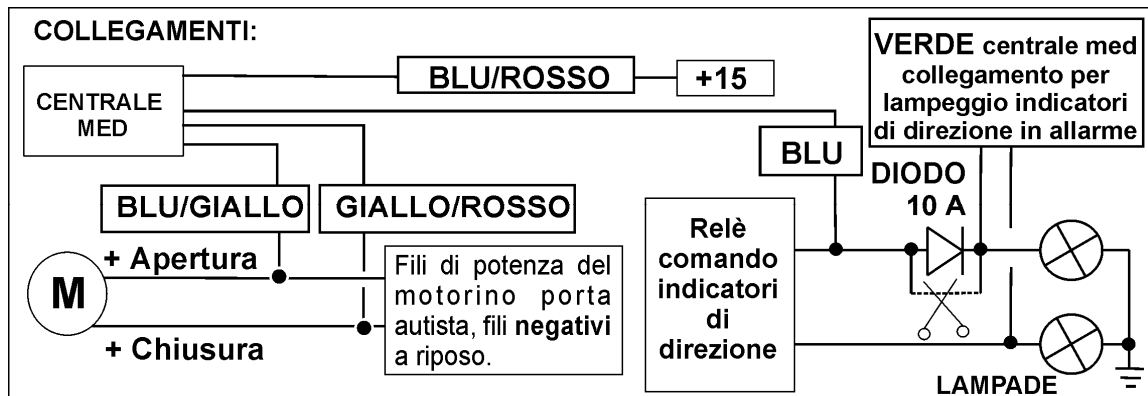 COLLEGAMENTI:
CENTRALE
MED
BLU/ROSSO
+15
VERDE centrale med
collegamento per
lampeggio indicatori
di direzione in allarme
BLU
DIODO
10 A
BLU/GIALLO
GIALLO/ROSSO
M
+ Apertura
+ Chiusura
Fili di potenza del
motorino porta
autista, fili negativi
a riposo.
Relè
comando
indicatori
di
direzione
LAMPADE